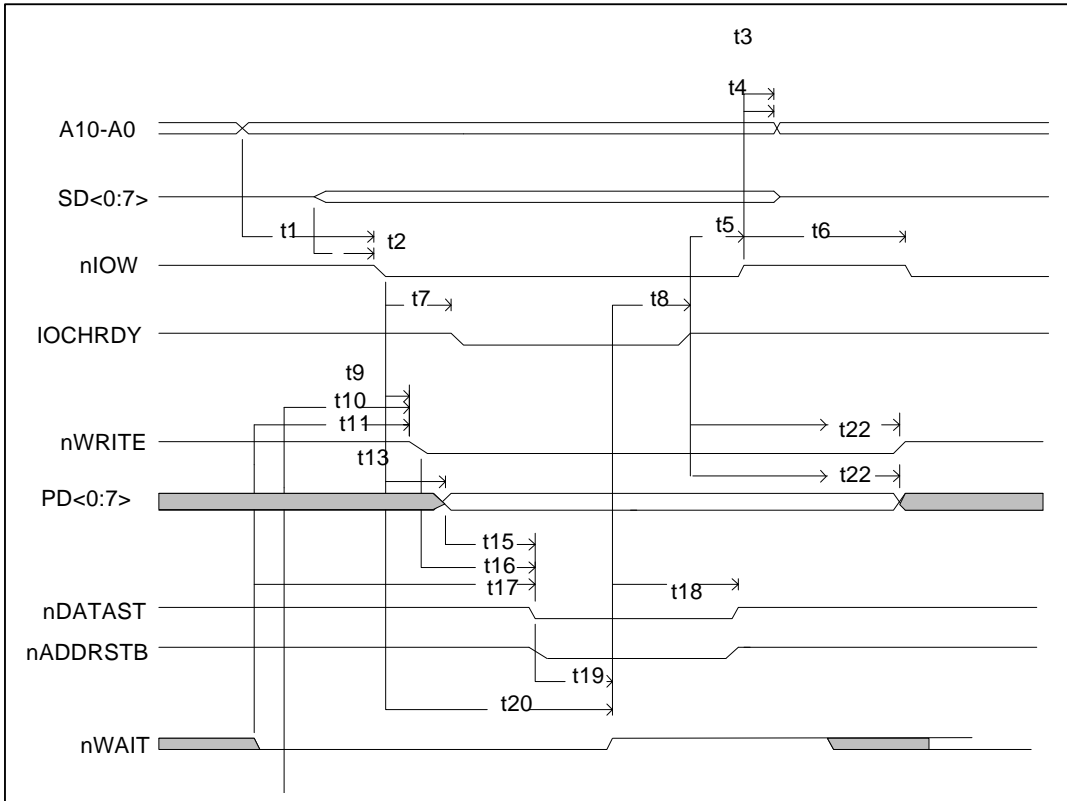 t3
t4
A10-A0
SD<0:7>
t1
t2
t5
t6
nIOW
t7
t8
IOCHRDY
t9
t10
t11
t22
nWRITE
t13
t22
PD<0:7>
t15
t16
t17
t18
nDATAST
nADDRSTB
t19
t20
nWAIT